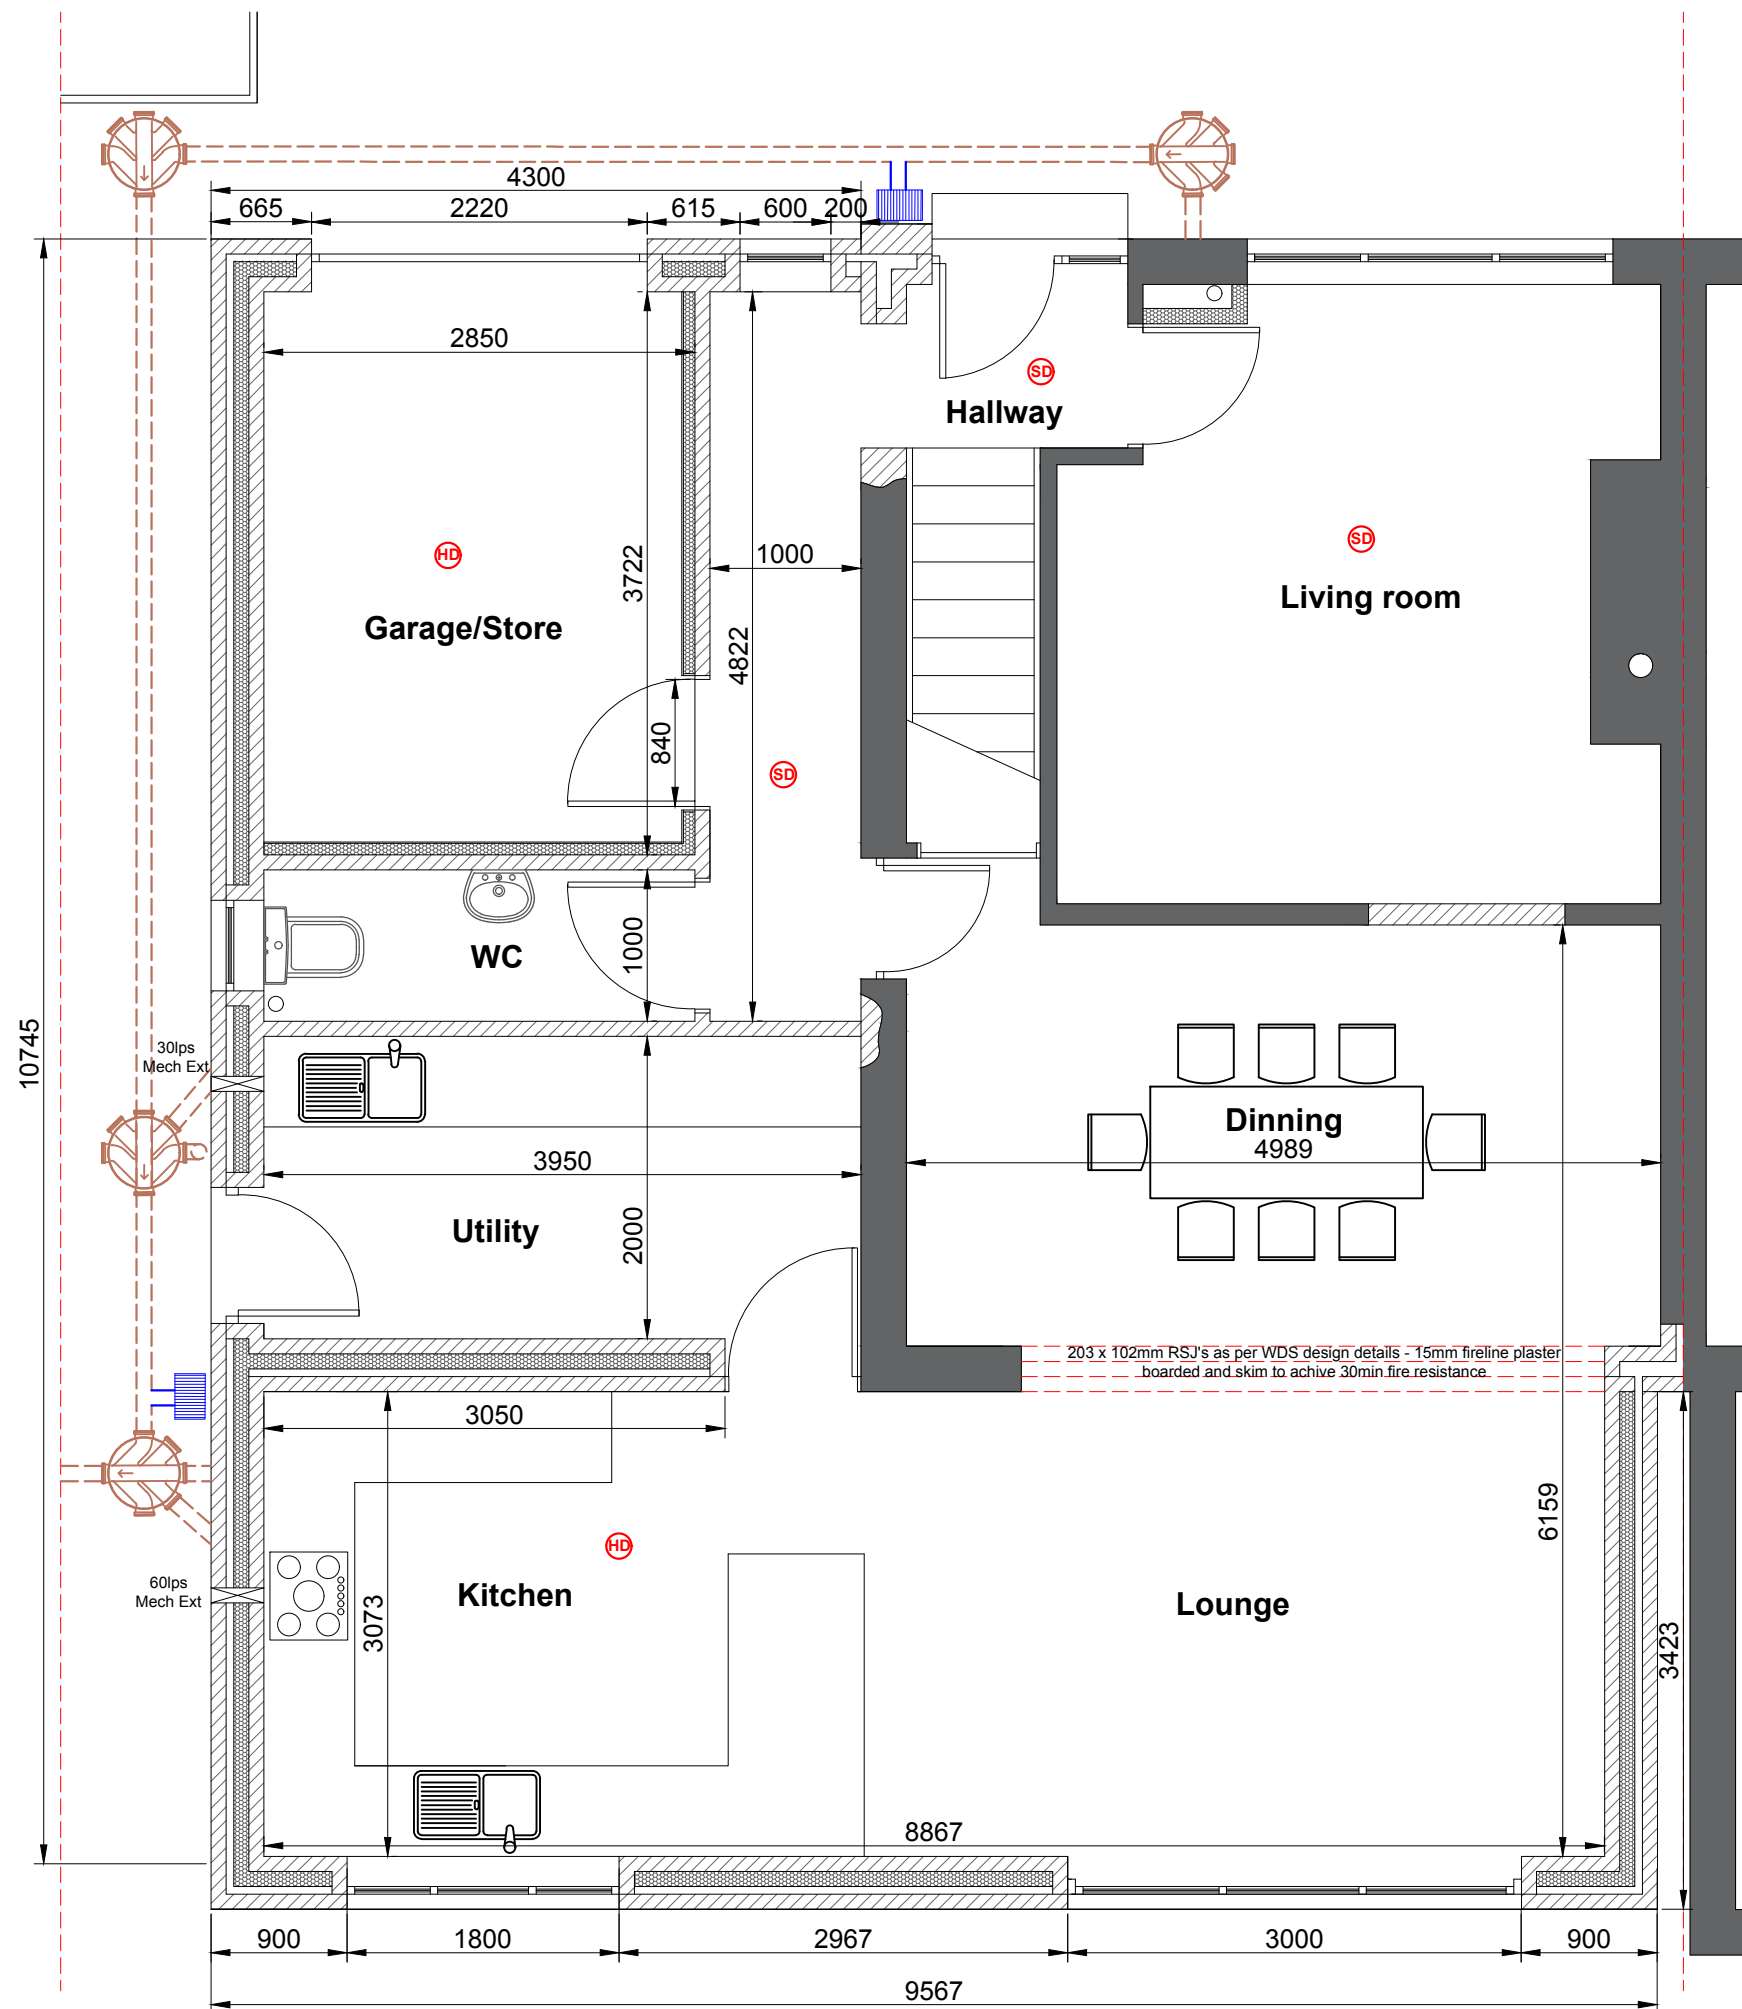 4300
665
2220
615
600
200
2850
SD
Hallway
HD
3722
1000
SD
Living room
Garage/Store
4822
840
SD
1000
WC
10745
30lps
Mech Ext
Dinning
4989
3950
Utility
2000
203 x 102mm RSJ's as per WDS design details - 15mm fireline plaster
boarded and skim to achive 30min fire resistance
3050
6159
HD
60lps
Mech Ext
Kitchen
Lounge
3073
3423
8867
900
1800
2967
3000
900
9567